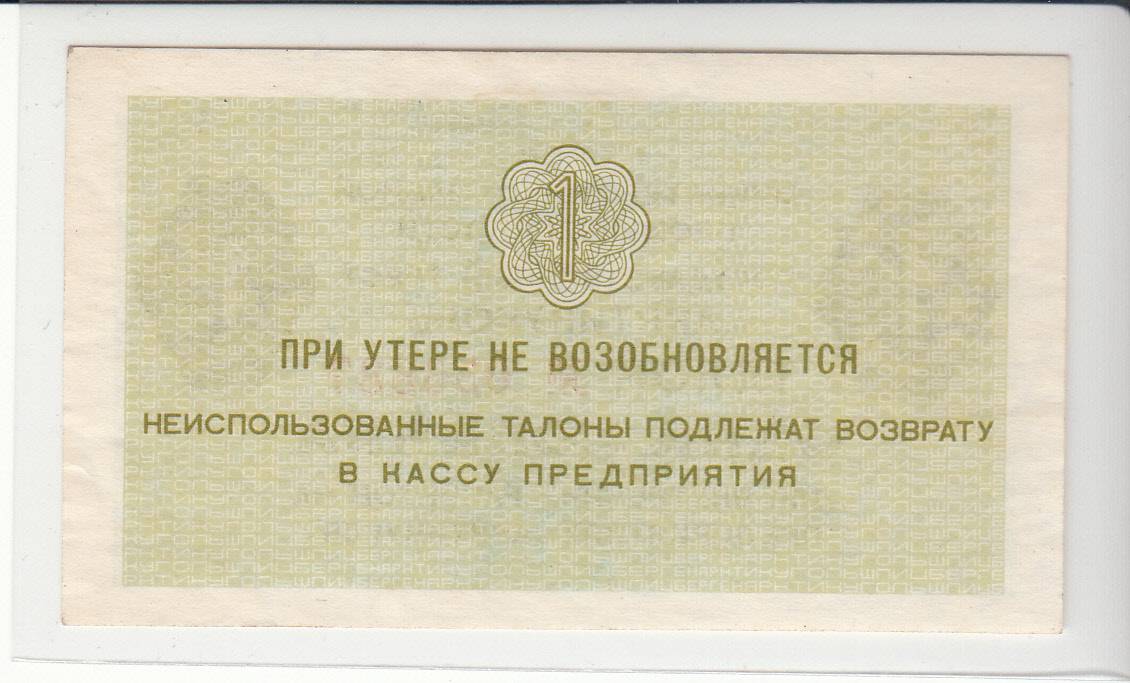 1
ПРИ УТЕРЕ НЕ ВОЗОБНОВЛЯЕТСЯ
НЕИСПОЛЬЗОВАННЫЕ ТАЛОНЫ ПОДЛЕЖАТ ВОЗВРАТУ
В КАССУ ПРЕДПРИЯТИЯ